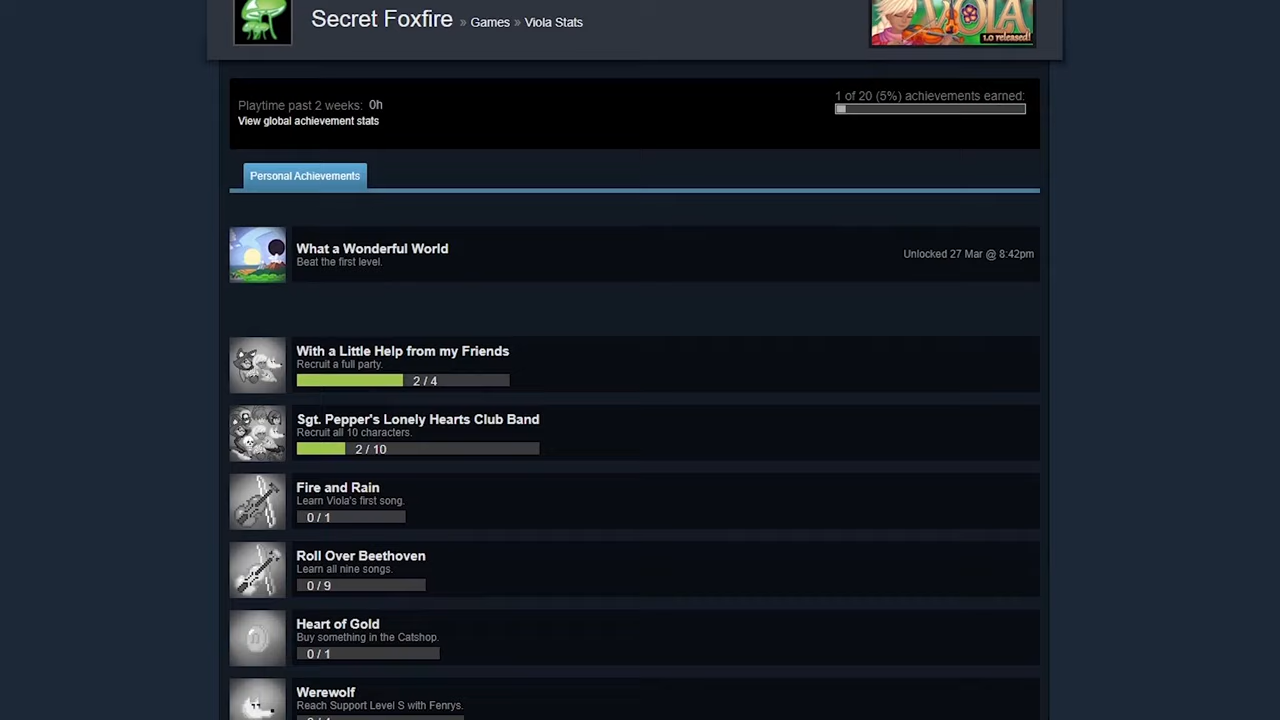 Secret Foxfire » Games » Viola Stats
VIOLA
1.0 released!
Playtime past 2 weeks: 0h
View global achievement stats
1 of 20 (5%) achievements earned:
Personal Achievements
What a Wonderful World
Beat the first level.
Unlocked 27 Mar @ 8:42pm
With a Little Help from my Friends
Recruit a full party.
2 / 4
Sgt. Pepper's Lonely Hearts Club Band
Recruit all 10 characters.
2 / 10
Fire and Rain
Learn Viola's first song.
0 / 1
Roll Over Beethoven
Learn all nine songs.
0 / 9
Heart of Gold
Buy something in the Catshop.
0 / 1
Werewolf
Reach Support Level S with Fenrys.